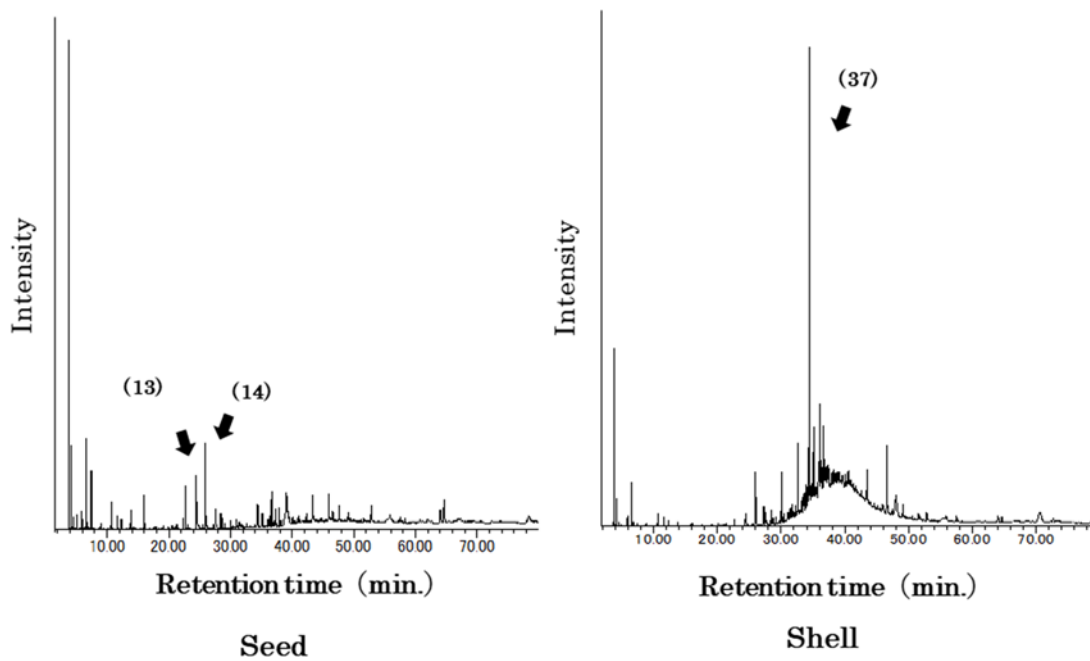 Intensity
(13)
(14)
10.00 20.00 30.00 40.00 50.00 60.00 70.00
Retention time (min.)
Seed
Intensity
(37)
10.00 20.00 30.00 40.00 50.00 60.00 70.00
Retention time (min.)
Shell